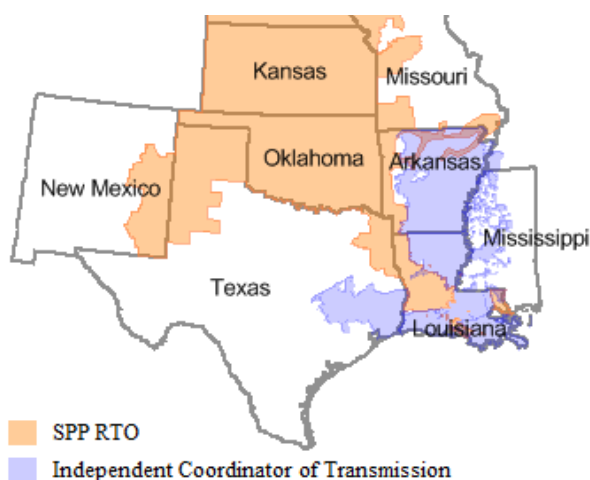 Kansas
Missouri
Oklahoma
Arkansas
New Mexico
Mississippi
Texas
Louisiana
SPP RTO
Independent Coordinator of Transmission